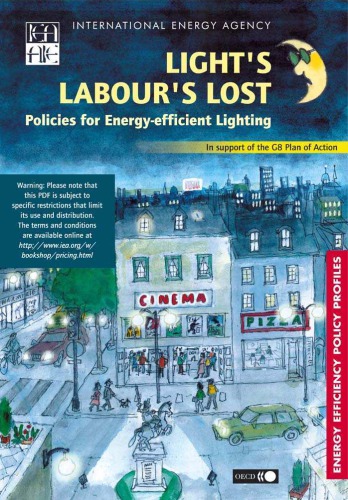 iea
INTERNATIONAL ENERGY AGENCY
LIGHT'S
LABOUR'S LOST
Policies for Energy-efficient Lighting
In support of the G8 Plan of Action
Warning: Please note that
this PDF is subject to
specific restrictions that limit
its use and distribution.
The terms and conditions
are available online at
http://www.iea.org/w/
bookshop/pricing.html
CINEMA
PIZZA
ENERGY EFFICIENCY POLICY PROFILES
OECD